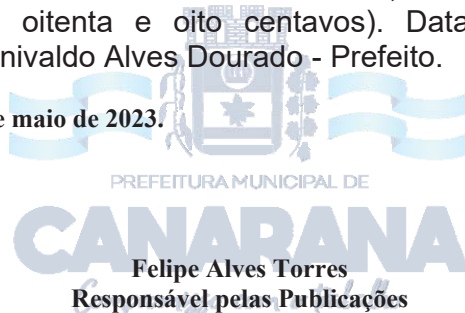 oitenta e oito centavos). Data
nivaldo Alves Dourado - Prefeito.
e maio de 2023.
PREFEITURA MUNICIPAL DE
CANARANA
Felipe Alves Torres
Responsável pelas Publicações